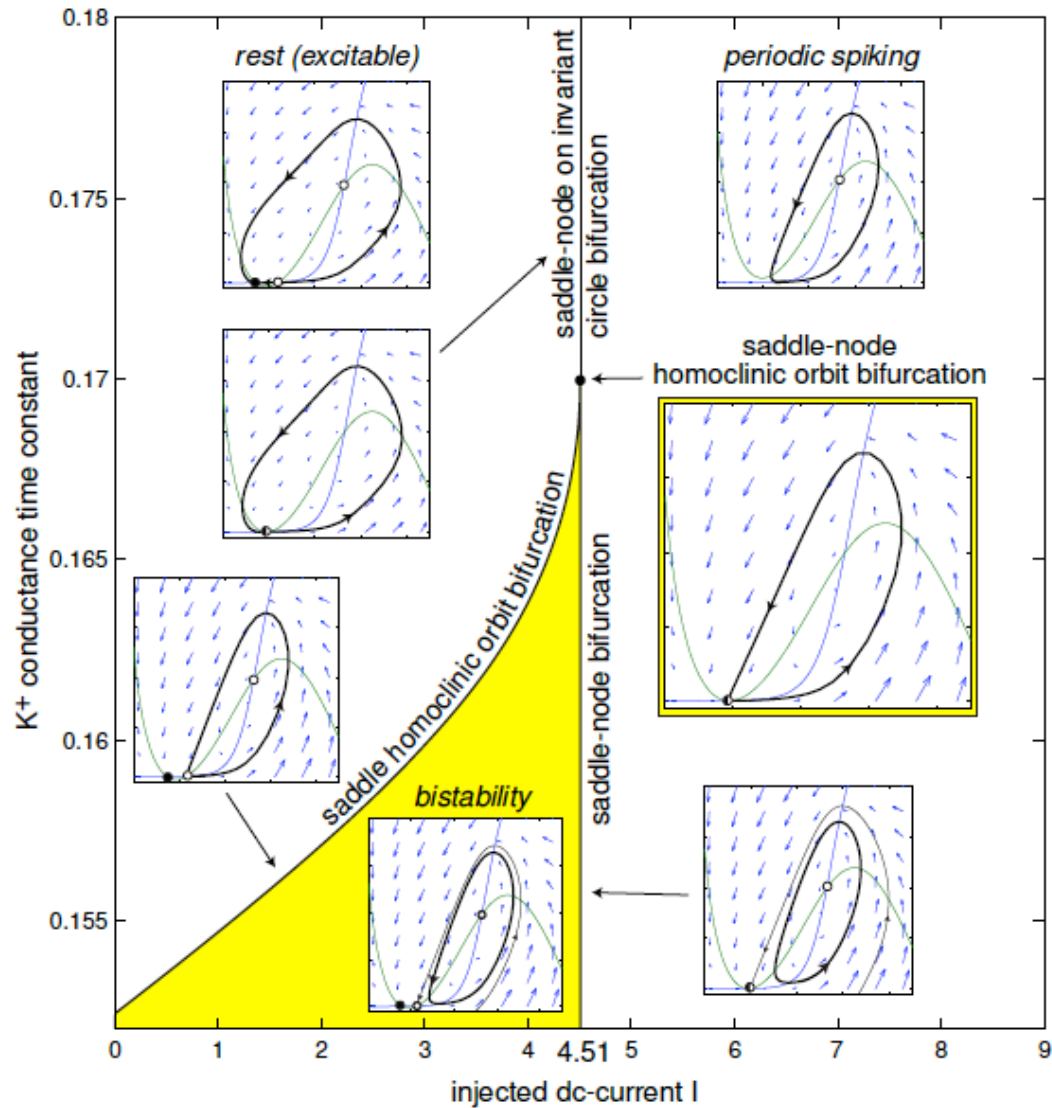 0.18
0.175
0.17
0.165
0.16
0.155
K+ conductance time constant
rest (excitable)
saddle-node on invariant
circle bifurcation
periodic spiking
saddle-node
homoclinic orbit bifurcation
saddle homoclinic orbit bifurcation
saddle-node bifurcation
bistability
0
1
2
3
4
4.51
5
6
7
8
9
injected dc-current I